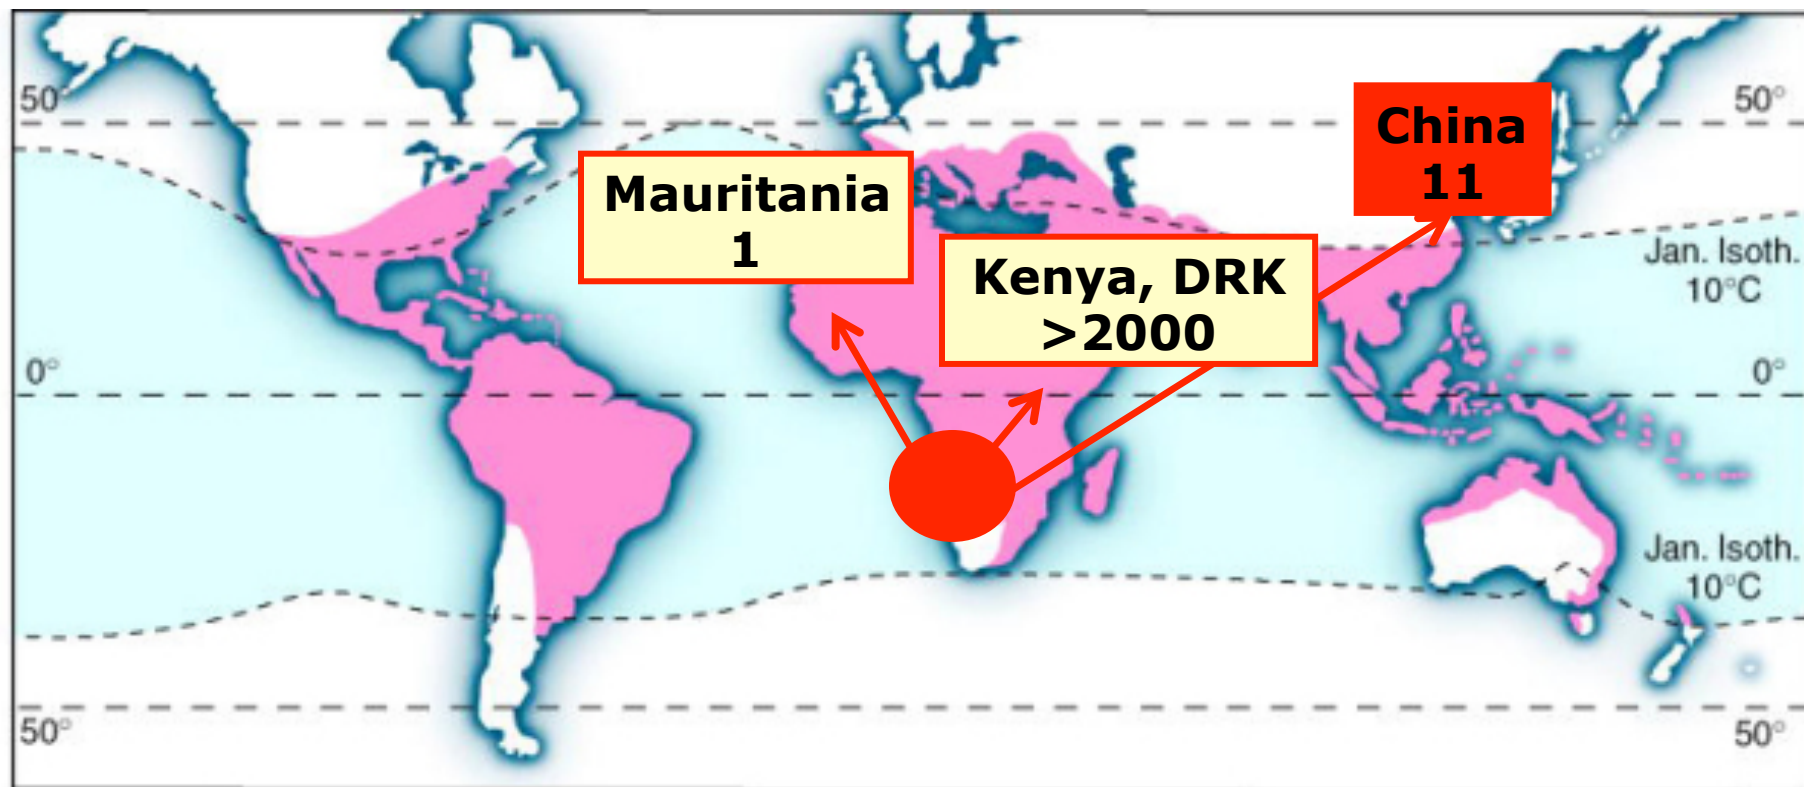 50°
50°
China
11
Mauritania
1
Kenya, DRK
>2000
Jan. Isoth.
10°C
0°
0°
Jan. Isoth.
10°C
50°
50°